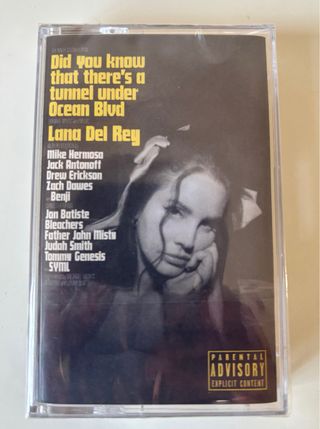 Did you know
that there's a
tunnel under
Ocean Blvd
Lana Del Rey
Mike Hermosa
Jack Antonoff
Drew Erickson
Zach Dawes
Benji
Jon Batiste
Bleachers
Father John Misty
Judah Smith
Tommy Genesis
SYML
PARENTAL
ADVISORY
EXPLICIT CONTENT